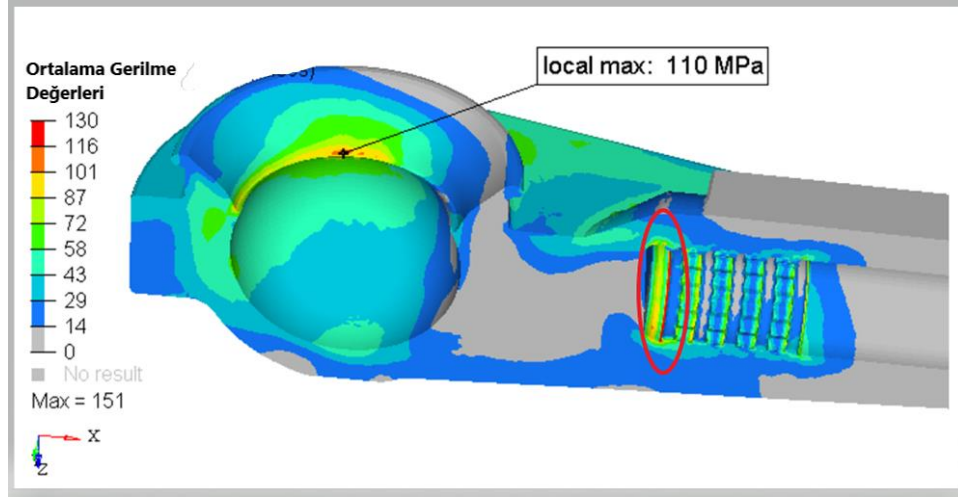 Ortalama Gerilme
Değerleri
local max: 110 MPa
130
116
101
87
72
58
43
29
14
0
No result
Max = 151
X
Z